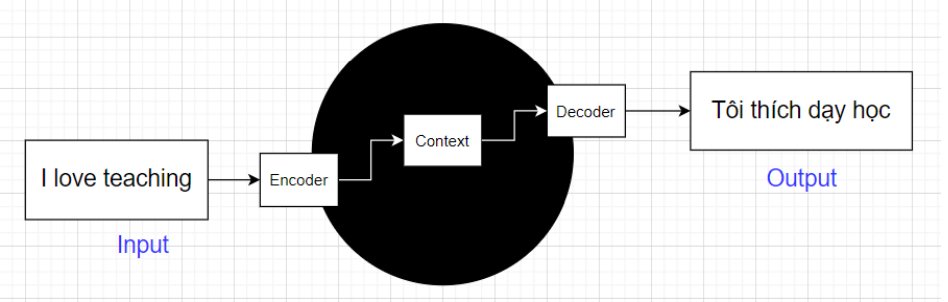 I love teaching
Input
Encoder
Context
Decoder
Tôi thích dạy học
Output